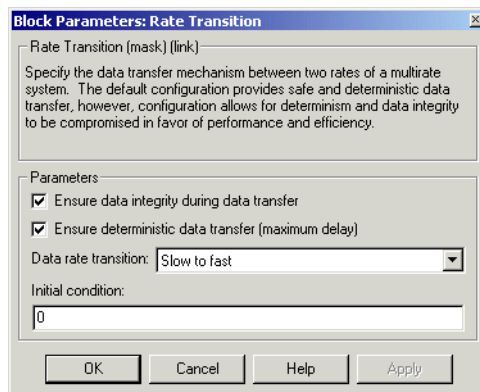 Block Parameters: Rate Transition
Rate Transition (mask) (link)
Specify the data transfer mechanism between two rates of a multirate
system. The default configuration provides safe and deterministic data
transfer, however, configuration allows for determinism and data integrity
to be compromised in favor of performance and efficiency.
Parameters
Ensure data integrity during data transfer
Ensure deterministic data transfer (maximum delay)
Data rate transition: Slow to fast
Initial condition:
0
OK Cancel Help Apply